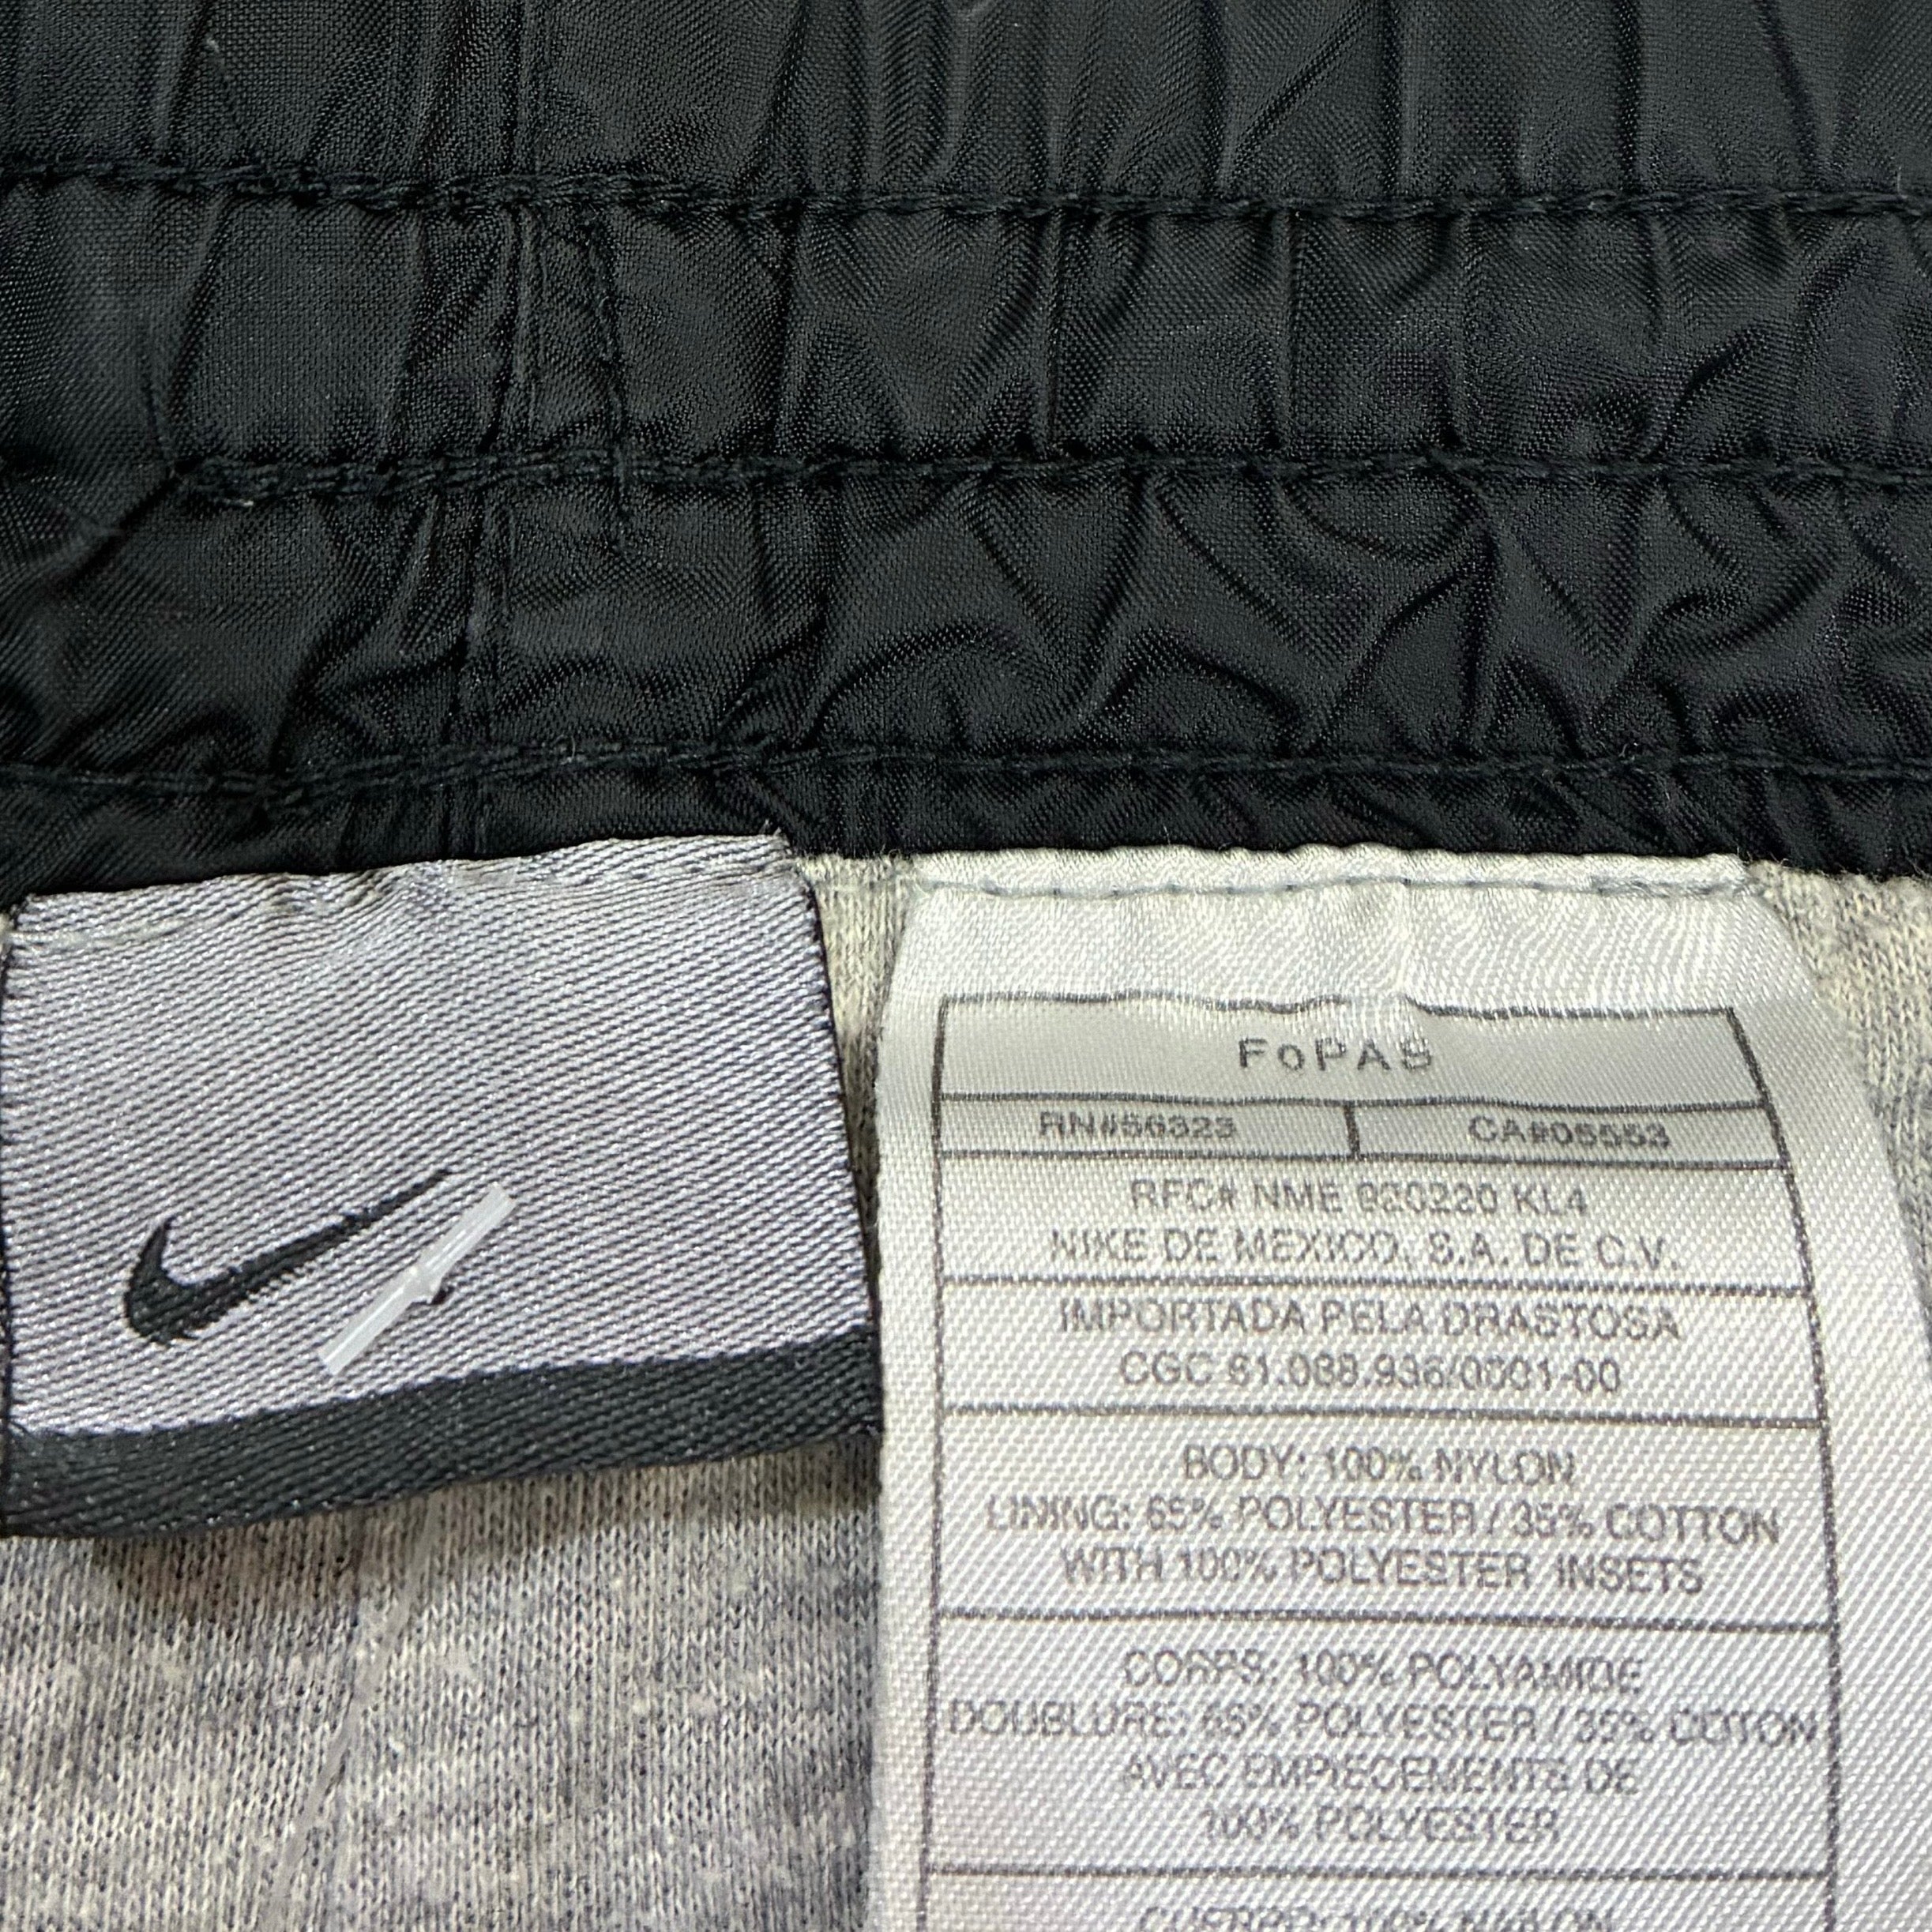 FoPAS
RN#56323
CA#05553
RFC# NME 920220 KL4
NIKE DE MEXICO, S.A. DE C.V.
IMPORTADA PELA DRASTOSA
CGC 61.088.936/0001-00
BODY: 100% NYLON
LINING: 65% POLYESTER / 35% COTTON
WITH 100% POLYESTER INSETS
CORPS: 100% POLYAMIDE
DOUBLURE: 65% POLYESTER / 35% COTON
AVEC EMPIECEMENTS DE
100% POLYESTER